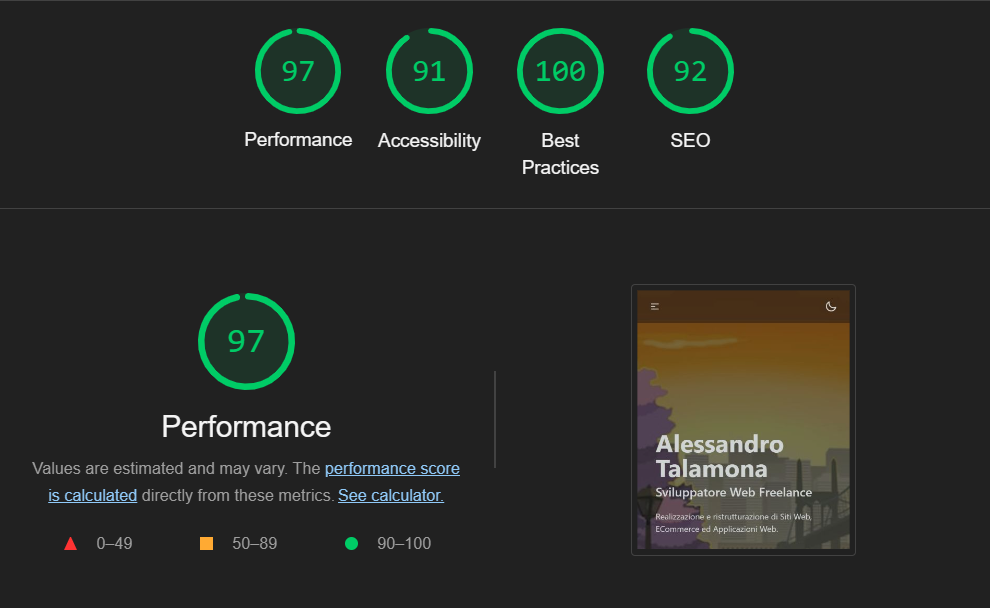 97
91
100
92
Performance
Accessibility
Best
Practices
SEO
97
Performance
Values are estimated and may vary. The performance score
is calculated directly from these metrics. See calculator.
0–49
50–89
90–100
Alessandro
Talamona
Sviluppatore Web Freelance
Realizzazione e ristrutturazione di Siti Web,
ECommerce ed Applicazioni Web.